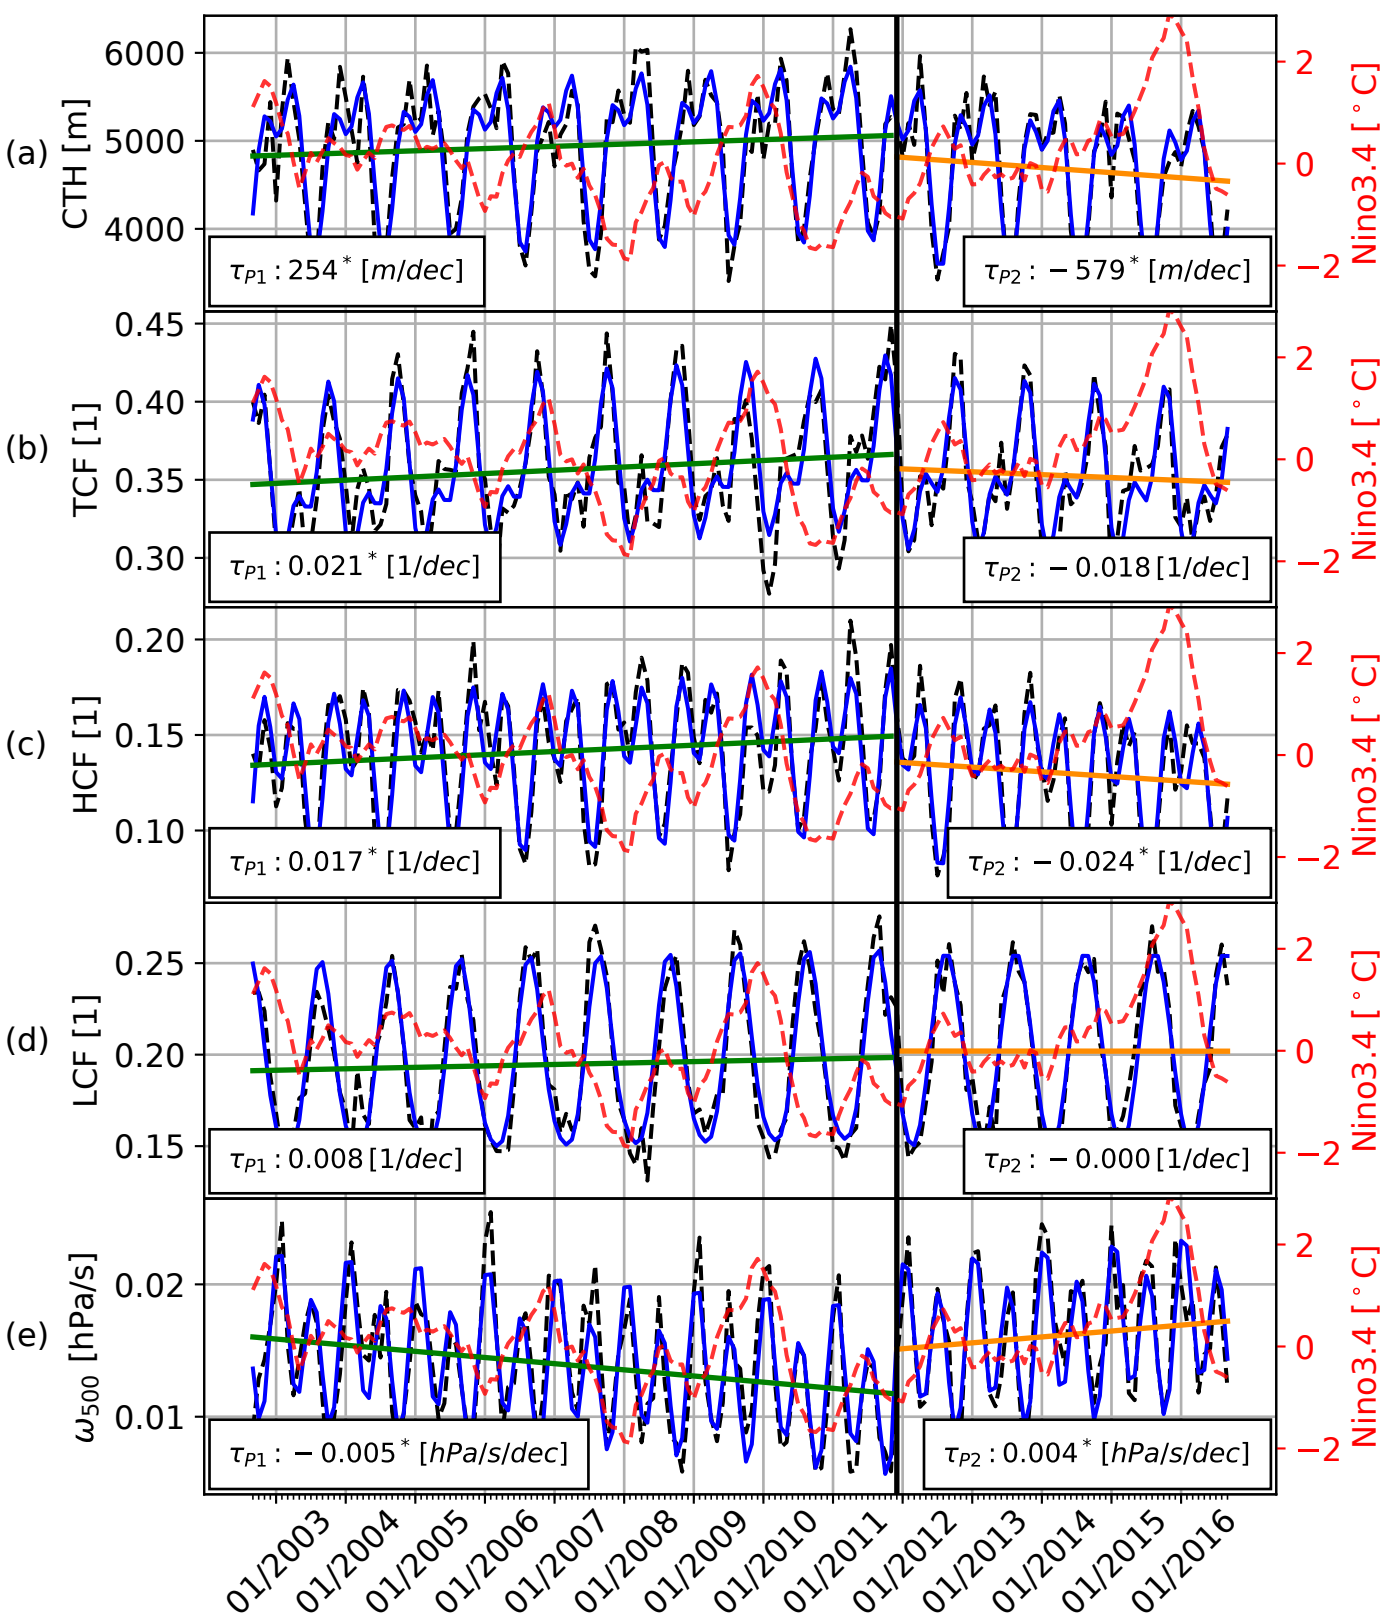 (a)
CTH [m]
6000
5000
4000
τP1 : 254* [m/dec]
τP2 : −579* [m/dec]
2
0
−2
Nino3.4 [°C]
(b)
TCF [1]
0.45
0.40
0.35
0.30
τP1 : 0.021* [1/dec]
τP2 : −0.018 [1/dec]
2
0
−2
Nino3.4 [°C]
(c)
HCF [1]
0.20
0.15
0.10
τP1 : 0.017* [1/dec]
τP2 : −0.024* [1/dec]
2
0
−2
Nino3.4 [°C]
(d)
LCF [1]
0.25
0.20
0.15
τP1 : 0.008 [1/dec]
τP2 : −0.000 [1/dec]
2
0
−2
Nino3.4 [°C]
(e)
ω500 [hPa/s]
0.02
0.01
τP1 : −0.005* [hPa/s/dec]
τP2 : 0.004* [hPa/s/dec]
2
0
−2
Nino3.4 [°C]
01/2003
01/2004
01/2005
01/2006
01/2007
01/2008
01/2009
01/2010
01/2011
01/2012
01/2013
01/2014
01/2015
01/2016